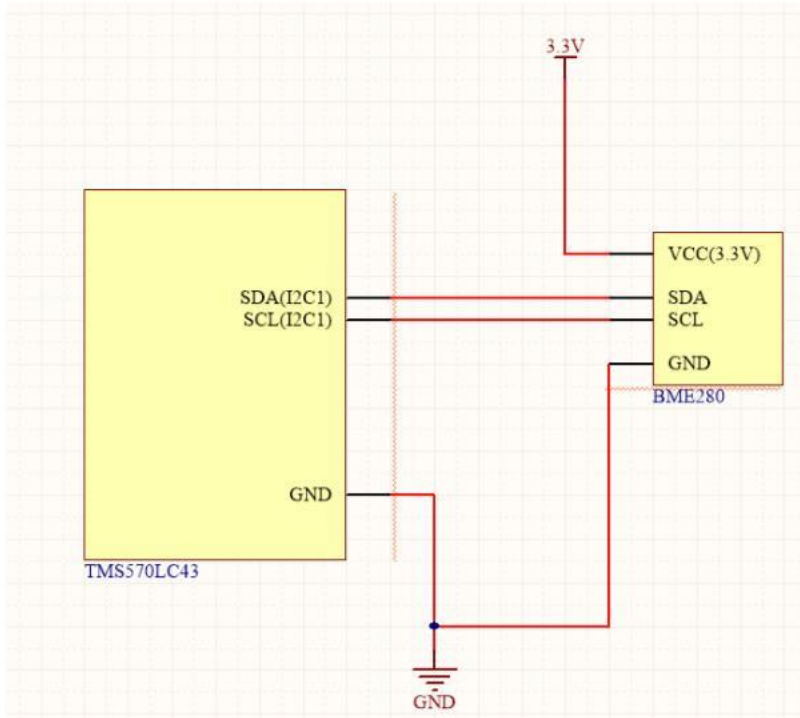 3.3V
VCC(3.3V)
SDA(I2C1)
SDA
SCL(I2C1)
SCL
GND
BME280
GND
TMS570LC43
GND